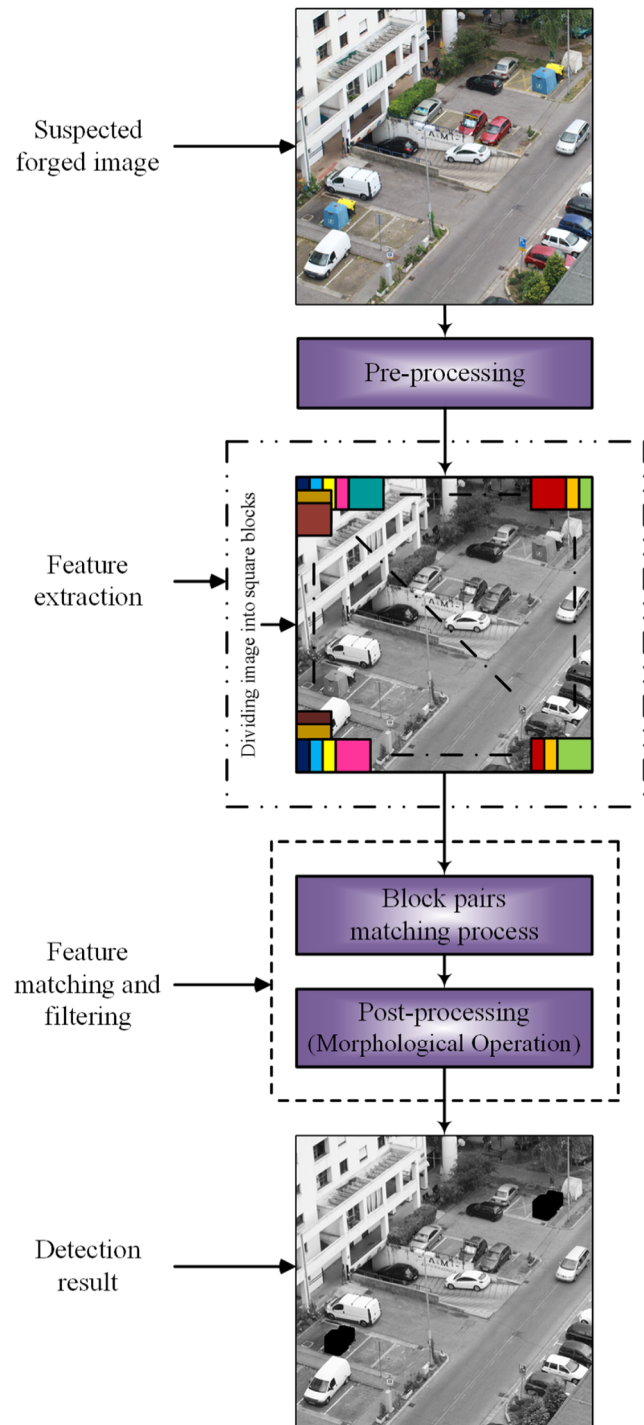 Suspected
forged image
Pre-processing
Feature
extraction
Dividing image into square blocks
Block pairs
matching process
Feature
matching and
filtering
Post-processing
(Morphological Operation)
Detection
result